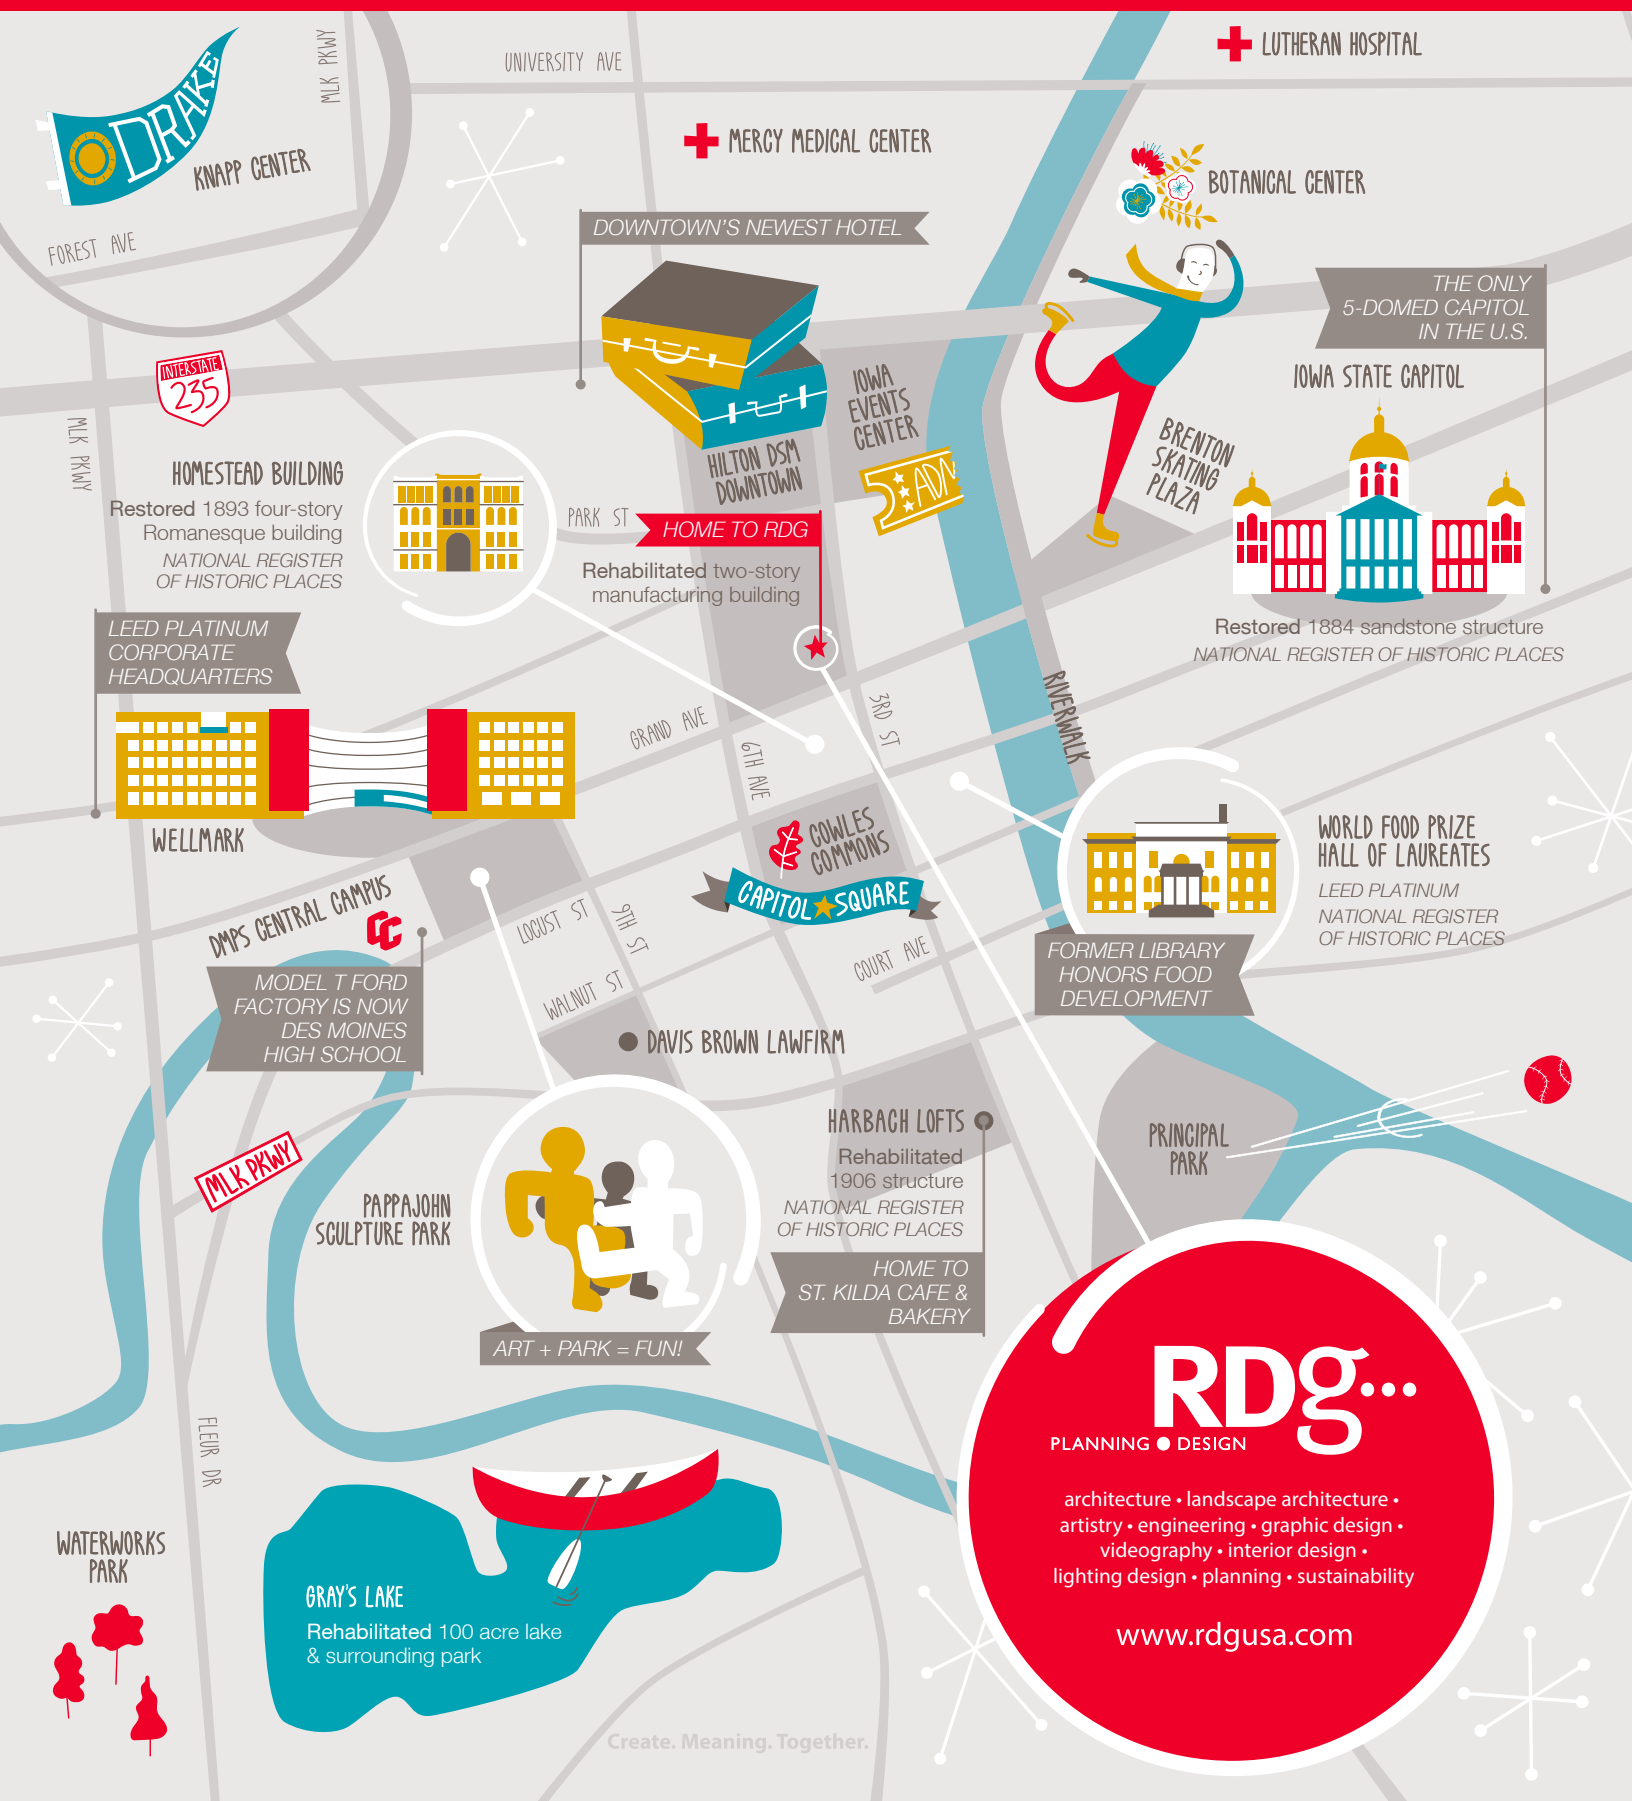 DRAKE
KNAPP CENTER
MLK PKWY
FOREST AVE
UNIVERSITY AVE
LUTHERAN HOSPITAL
MERCY MEDICAL CENTER
BOTANICAL CENTER
DOWNTOWN'S NEWEST HOTEL
THE ONLY
5-DOMED CAPITOL
IN THE U.S.
IOWA STATE CAPITOL
INTERSTATE
235
MLK PKWY
IOWA
EVENTS
CENTER
ADM
HILTON DSM
DOWNTOWN
BRENTON
SKATING
PLAZA
HOMESTEAD BUILDING
Restored 1893 four-story
Romanesque building
NATIONAL REGISTER
OF HISTORIC PLACES
PARK ST
HOME TO RDG
Rehabilitated two-story
manufacturing building
Restored 1884 sandstone structure
NATIONAL REGISTER OF HISTORIC PLACES
LEED PLATINUM
CORPORATE
HEADQUARTERS
WELLMARK
GRAND AVE
6TH AVE
3RD ST
RIVERWALK
COWLES
COMMONS
CAPITOL SQUARE
WORLD FOOD PRIZE
HALL OF LAUREATES
LEED PLATINUM
NATIONAL REGISTER
OF HISTORIC PLACES
FORMER LIBRARY
HONORS FOOD
DEVELOPMENT
DMPS CENTRAL CAMPUS
CC
MODEL T FORD
FACTORY IS NOW
DES MOINES
HIGH SCHOOL
LOCUST ST
9TH ST
WALNUT ST
COURT AVE
DAVIS BROWN LAWFIRM
HARBACH LOFTS
Rehabilitated
1906 structure
NATIONAL REGISTER
OF HISTORIC PLACES
HOME TO
ST. KILDA CAFE &
BAKERY
PRINCIPAL
PARK
MLK PKWY
PAPPAJOHN
SCULPTURE PARK
ART + PARK = FUN!
FLEUR DR
WATERWORKS
PARK
GRAY'S LAKE
Rehabilitated 100 acre lake
& surrounding park
RDg...
PLANNING ● DESIGN
architecture • landscape architecture •
artistry • engineering • graphic design •
videography • interior design •
lighting design • planning • sustainability
www.rdgusa.com
Create. Meaning. Together.